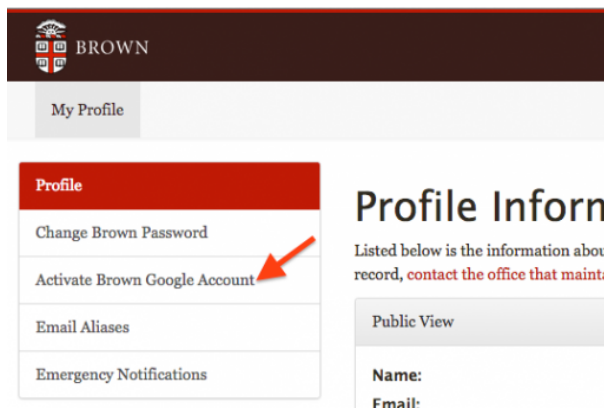 BROWN
My Profile
Profile
Change Brown Password
Activate Brown Google Account
Email Aliases
Emergency Notifications
Profile Inforn
Listed below is the information abou
record, contact the office that maint
Public View
Name:
Email: